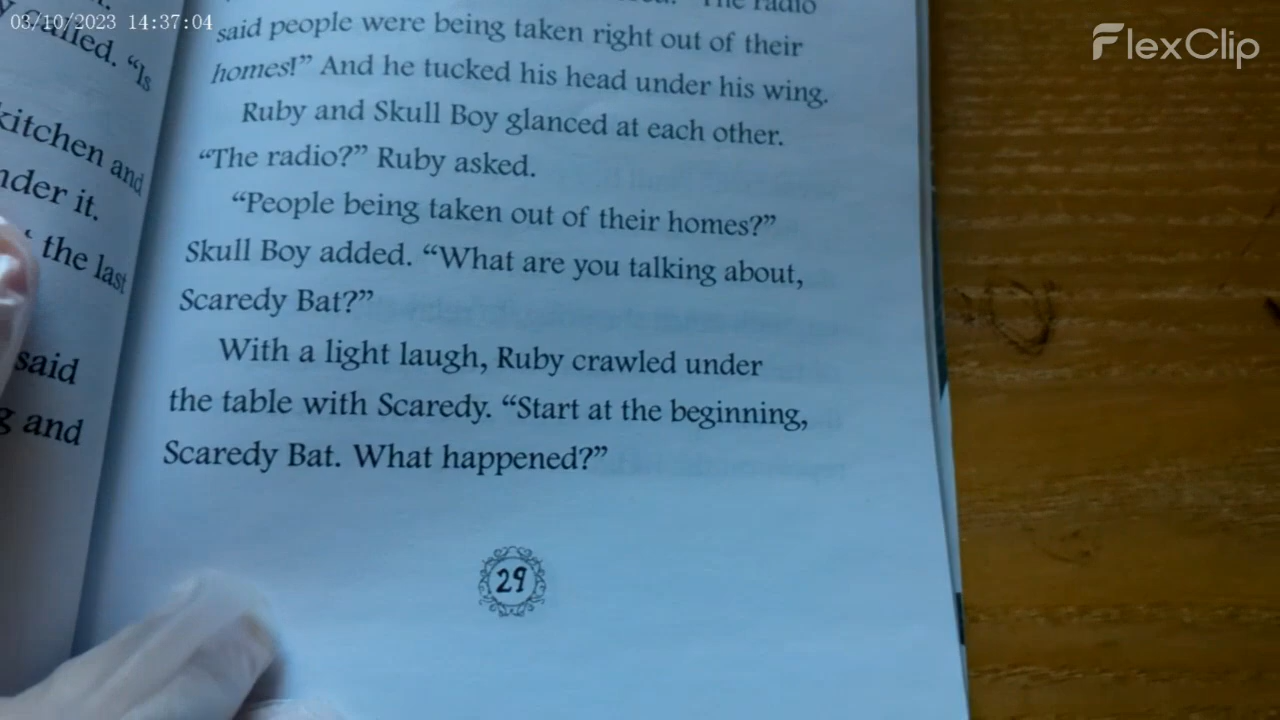 03/10/2023 14:37:04
FlexClip
called. "Is
kitchen and
it.
the last
said
and
The radio
said people were being taken right out of their
homes!" And he tucked his head under his wing.
Ruby and Skull Boy glanced at each other.
"The radio?" Ruby asked.
"People being taken out of their homes?"
Skull Boy added. "What are you talking about,
Scaredy Bat?"
With a light laugh, Ruby crawled under
the table with Scaredy. "Start at the beginning,
Scaredy Bat. What happened?"
29